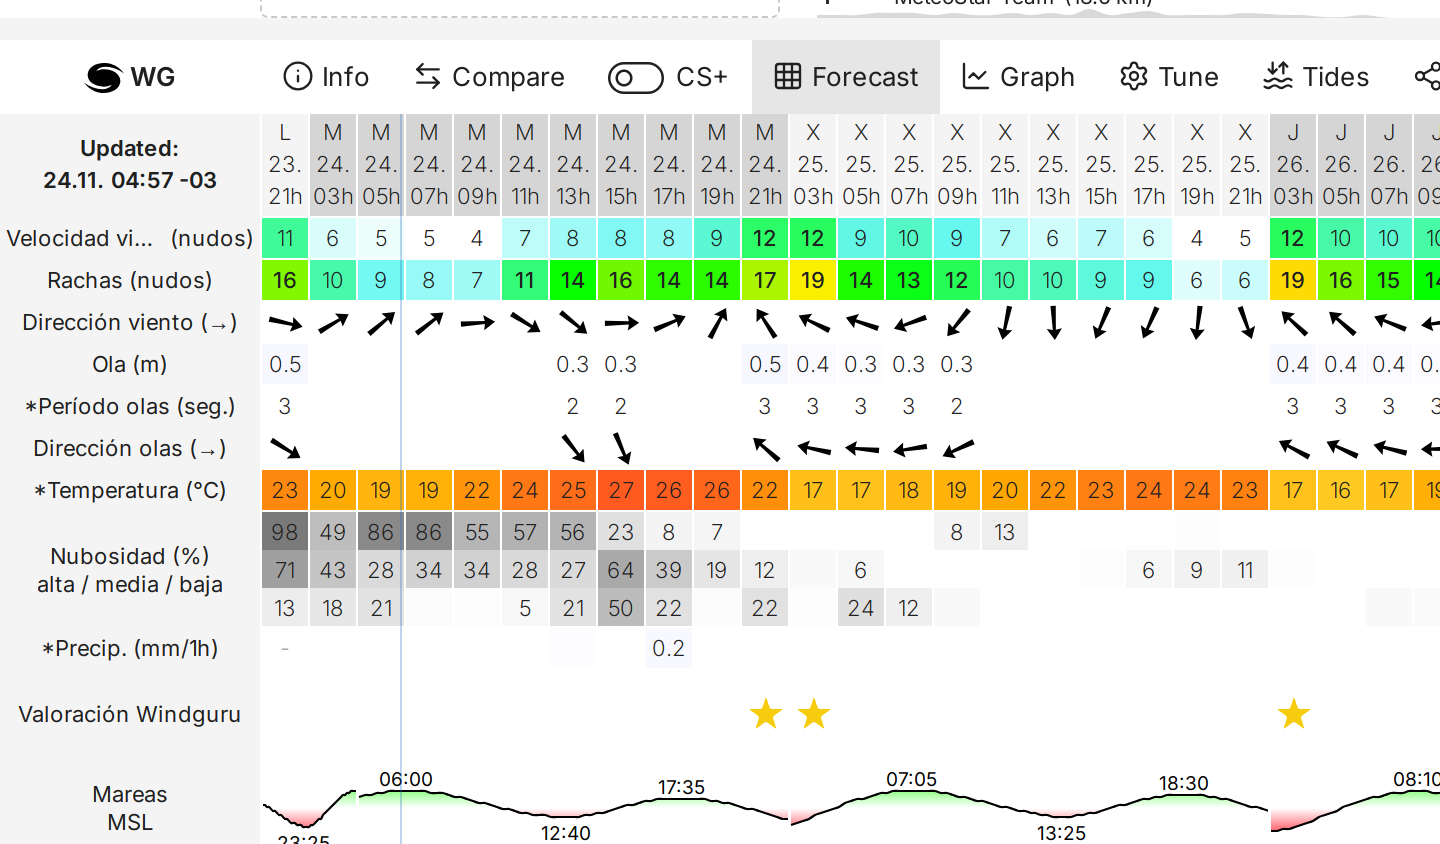 WG Info Compare CS+ Forecast Graph Tune Tides
Updated:
24.11. 04:57 -03
L M M M M M M M M M M X X X X X X X X X X J J J
23. 24. 24. 24. 24. 24. 24. 24. 24. 24. 24. 25. 25. 25. 25. 25. 25. 25. 25. 25. 25. 26. 26. 26.
21h 03h 05h 07h 09h 11h 13h 15h 17h 19h 21h 03h 05h 07h 09h 11h 13h 15h 17h 19h 21h 03h 05h 07h
Velocidad vi... (nudos) 11 6 5 5 4 7 8 8 8 9 12 12 9 10 9 7 6 7 6 4 5 12 10 10
Rachas (nudos) 16 10 9 8 7 11 14 16 14 14 17 19 14 13 12 10 10 9 9 6 6 19 16 15
Dirección viento (→)
Ola (m) 0.5 0.3 0.3 0.5 0.4 0.3 0.3 0.3 0.4 0.4 0.4
*Período olas (seg.) 3 2 2 3 3 3 3 2 3 3 3
Dirección olas (→)
*Temperatura (°C) 23 20 19 19 22 24 25 27 26 26 22 17 17 18 19 20 22 23 24 24 23 17 16 17
98 49 86 86 55 57 56 23 8 7 8 13
Nubosidad (%)
alta / media / baja
71 43 28 34 34 28 27 64 39 19 12 6 6 9 11
13 18 21 5 21 50 22 22 24 12
*Precip. (mm/1h) - 0.2
Valoración Windguru
06:00 17:35 07:05 18:30 08:10
Mareas
MSL
23:25 12:40 13:25